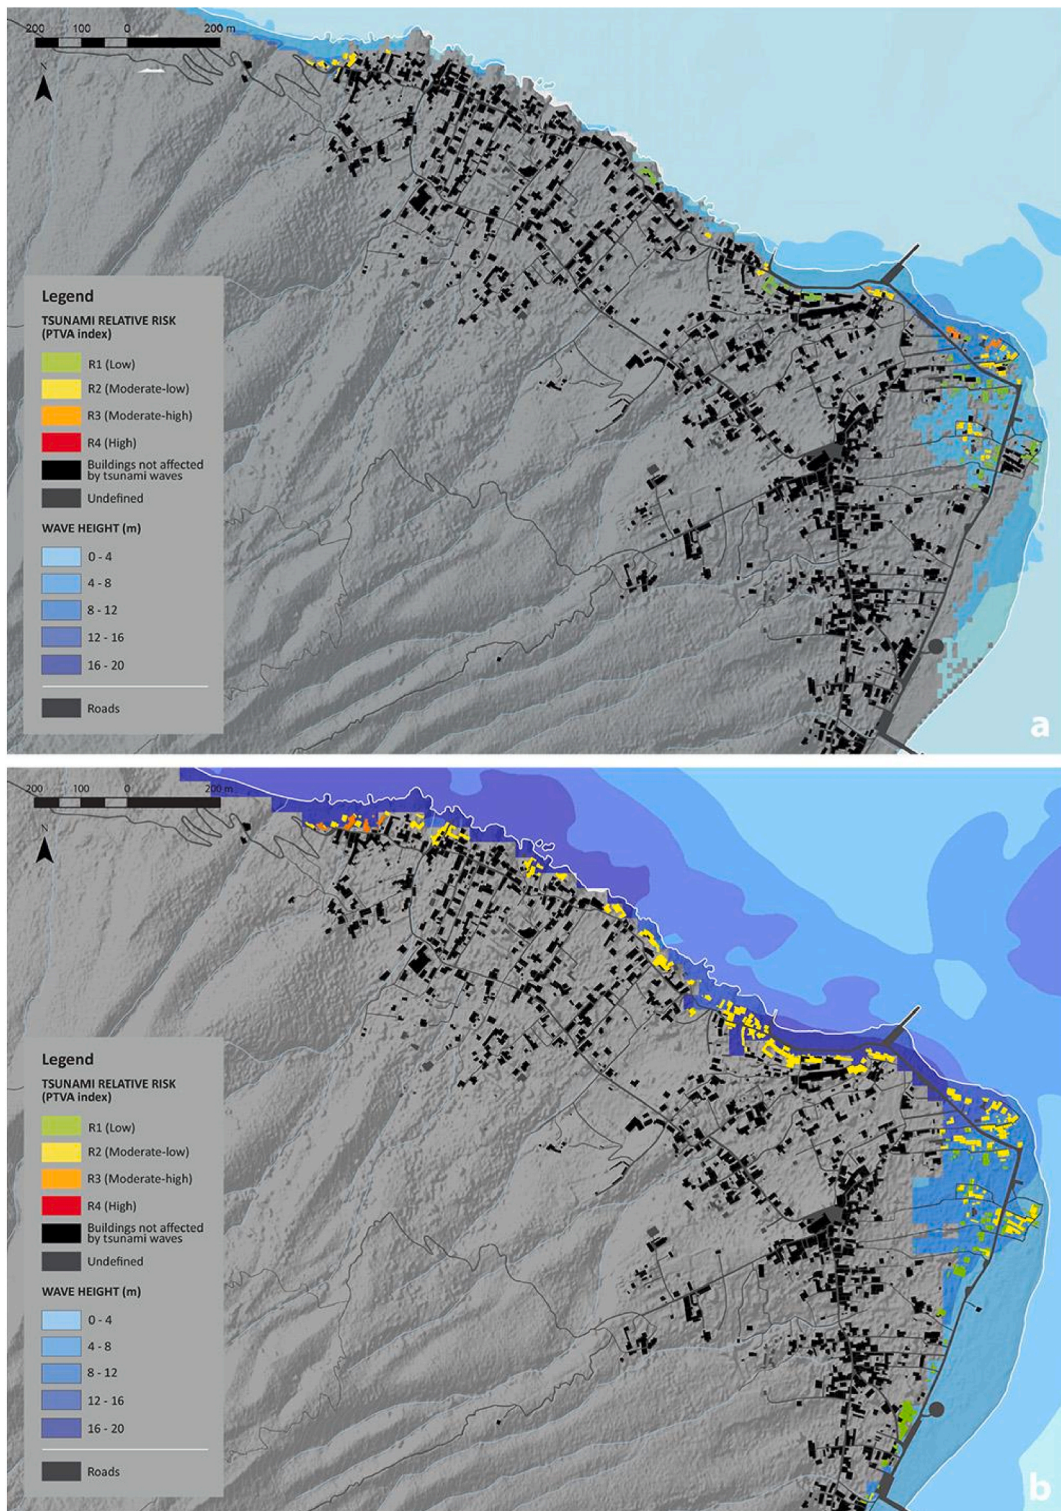 200 100 0 200 m
N
Legend
TSUNAMI RELATIVE RISK
(PTVA index)
R1 (Low)
R2 (Moderate-low)
R3 (Moderate-high)
R4 (High)
Buildings not affected
by tsunami waves
Undefined
WAVE HEIGHT (m)
0 - 4
4 - 8
8 - 12
12 - 16
16 - 20
Roads
a
200 100 0 200 m
N
Legend
TSUNAMI RELATIVE RISK
(PTVA index)
R1 (Low)
R2 (Moderate-low)
R3 (Moderate-high)
R4 (High)
Buildings not affected
by tsunami waves
Undefined
WAVE HEIGHT (m)
0 - 4
4 - 8
8 - 12
12 - 16
16 - 20
Roads
b